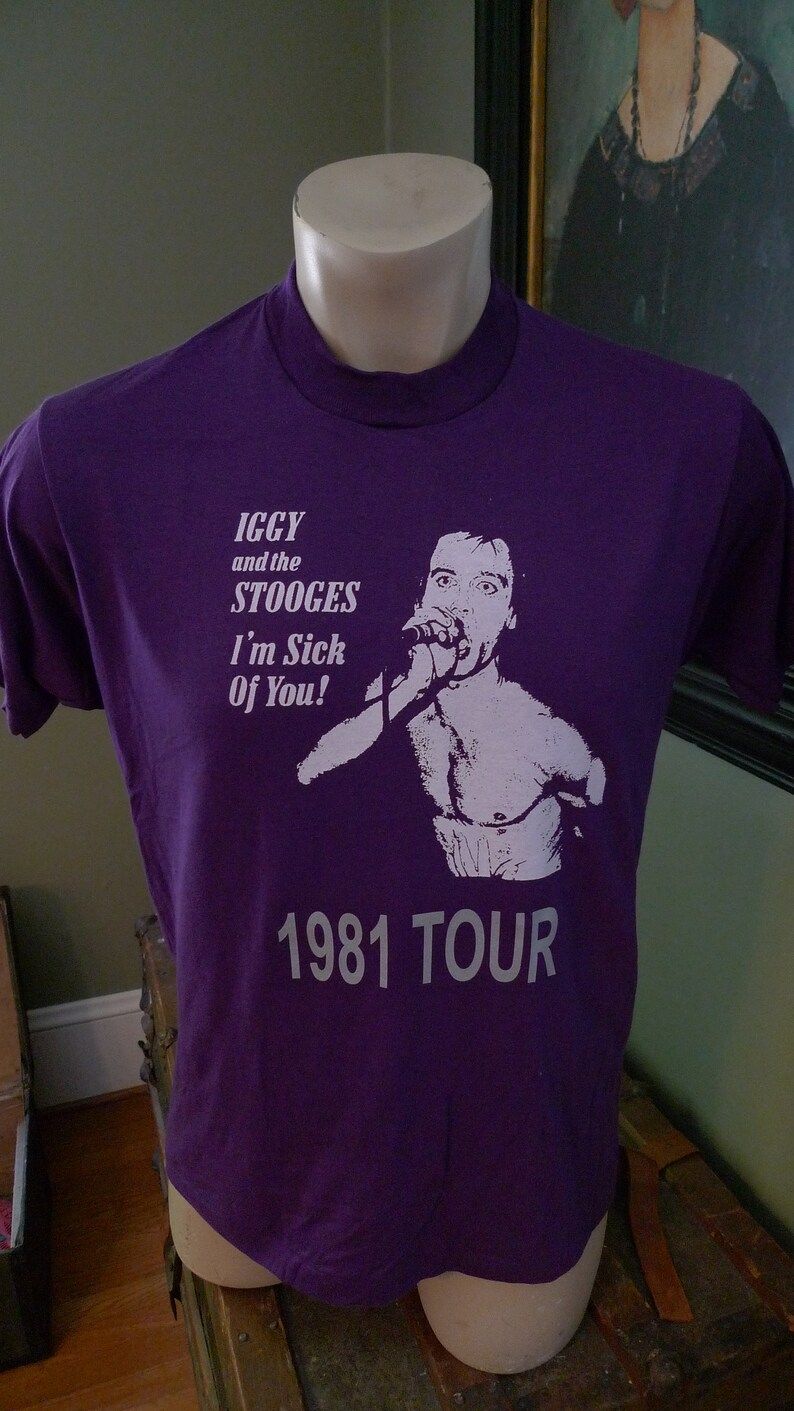 IGGY
and the
STOOGES
I'm Sick
Of You!
1981 TOUR